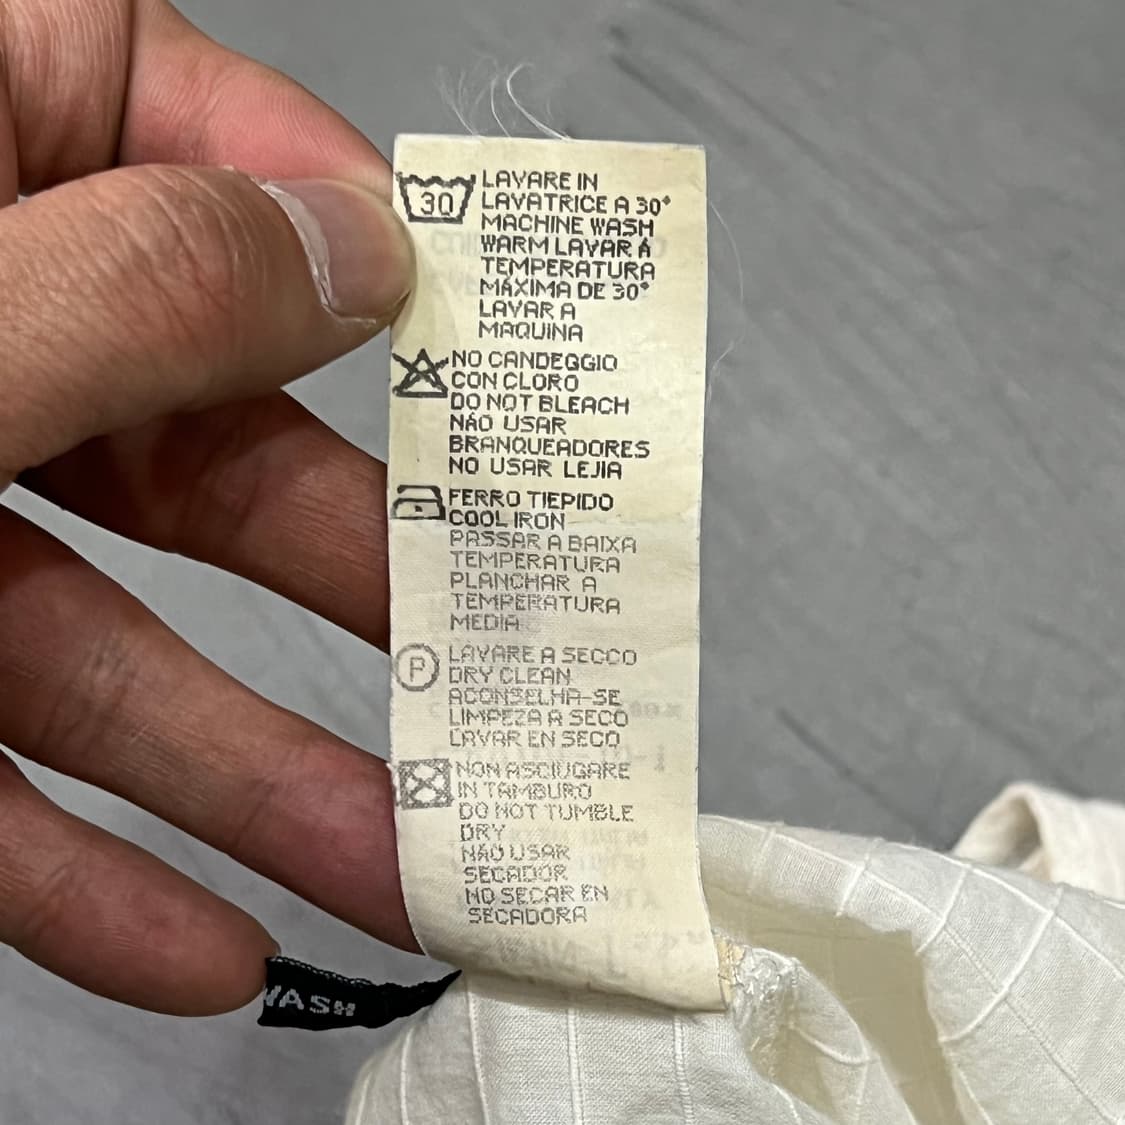 30
LAVARE IN
LAVATRICE A 30°
MACHINE WASH
WARM LAVAR À
TEMPERATURA
MÁXIMA DE 30°
LAVAR A
MAQUINA
NO CANDEGGIO
CON CLORO
DO NOT BLEACH
NÃO USAR
BRANQUEADORES
NO USAR LEJIA
FERRO TIEPIDO
COOL IRON
PASSAR A BAIXA
TEMPERATURA
PLANCHAR A
TEMPERATURA
MEDIA
P
LAVARE A SECCO
DRY CLEAN
ACONSELHA-SE
LIMPEZA A SECO
LAVAR EN SECO
NON ASCIUGARE
IN TAMBURO
DO NOT TUMBLE
DRY
NÃO USAR
SECADOR
NO SECAR EN
SECADORA